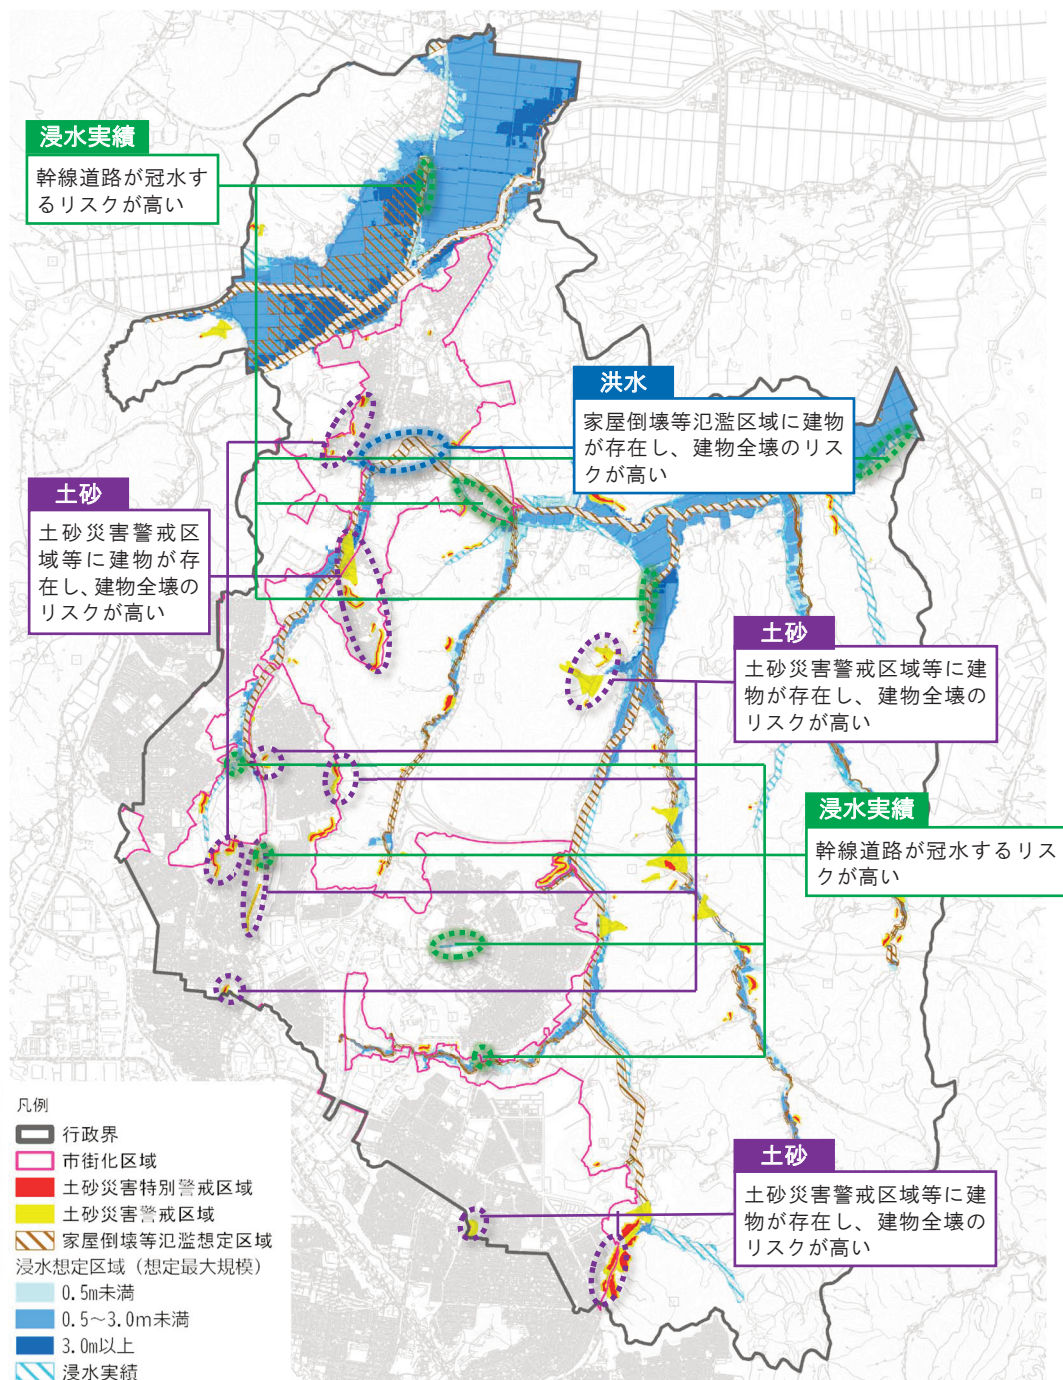 浸水実績
幹線道路が冠水す
るリスクが高い
洪水
家屋倒壊等氾濫区域に建物
が存在し、建物全壊のリス
クが高い
土砂
土砂災害警戒区
域等に建物が存
在し、建物全壊の
リスクが高い
土砂
土砂災害警戒区域等に建
物が存在し、建物全壊の
リスクが高い
浸水実績
幹線道路が冠水するリス
クが高い
土砂
土砂災害警戒区域等に建
物が存在し、建物全壊の
リスクが高い
凡例
行政界
市街化区域
土砂災害特別警戒区域
土砂災害警戒区域
家屋倒壊等氾濫想定区域
浸水想定区域（想定最大規模）
0.5m未満
0.5～3.0m未満
3.0m以上
浸水実績